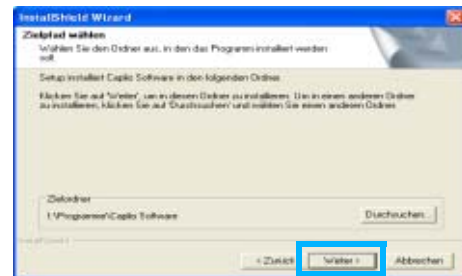 InstallShield Wizard
Zielpfad wählen
Wählen Sie den Ordner aus, in den das Programm installiert werden
soll.
Setup installiert Caplio Software in den folgenden Ordner.
Klicken Sie auf 'Weiter', um in diesen Ordner zu installieren. Um in einen anderen Ordner
zu installieren, klicken Sie auf 'Durchsuchen' und wählen Sie einen anderen Ordner.
Zielordner
\Programme\Caplio Software
Durchsuchen...
InstallShield
< Zurück
Weiter >
Abbrechen